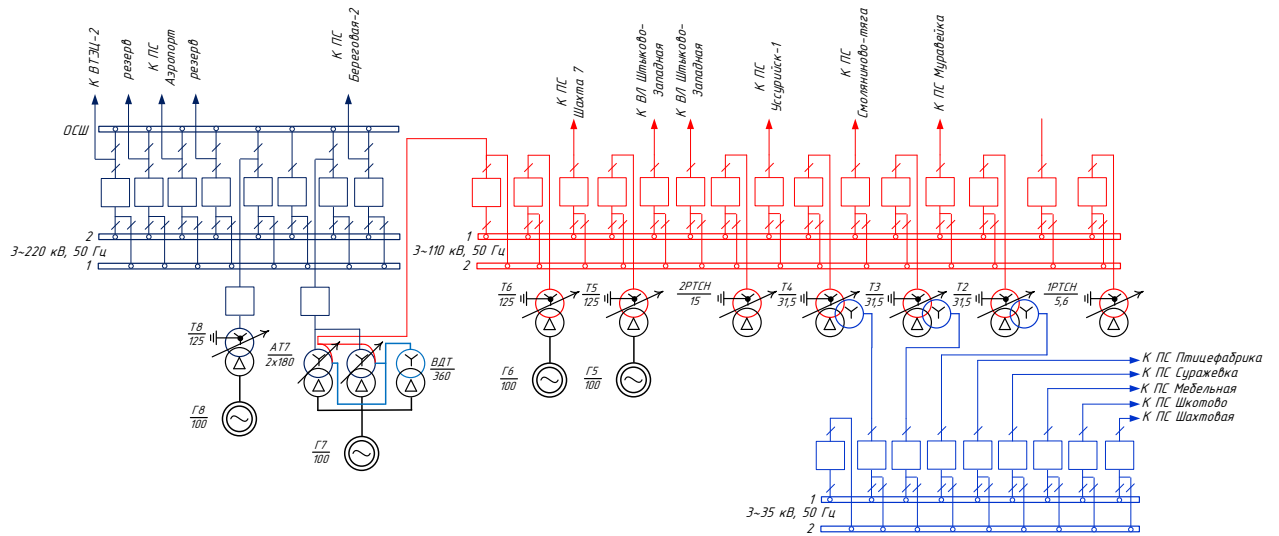 К ВТЭЦ-2
резерв
К ПС
Аэропорт
резерв
К ПС
Береговая-2
К ПС
Шахта 7
К ВЛ Штыково-
Западная
К ВЛ Штыково-
Западная
К ПС
Уссурийск-1
К ПС
Смоляниново-тяга
К ПС Муравейка
ОСШ
2
3~220 кВ, 50 Гц
1
1
3~110 кВ, 50 Гц
2
Т6
125
Т5
125
2РТСН
15
Т4
31,5
Т3
31,5
Т2
31,5
1РТСН
5,6
Т8
125
АТ7
2х180
ВДТ
360
Г8
100
Г7
100
Г6
100
Г5
100
К ПС Птицефабрика
К ПС Суражевка
К ПС Мебельная
К ПС Шкотово
К ПС Шахтовая
1
3~35 кВ, 50 Гц
2